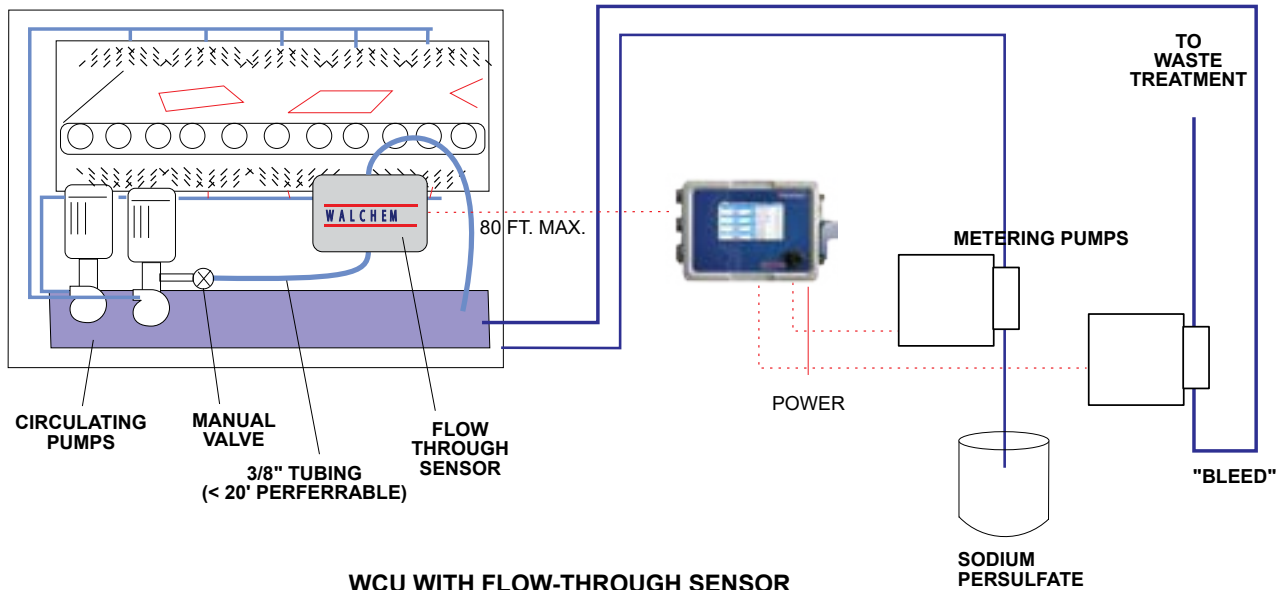 TO
WASTE
TREATMENT
WALCHEM
80 FT. MAX.
METERING PUMPS
POWER
CIRCULATING
PUMPS
MANUAL
VALVE
FLOW
THROUGH
SENSOR
3/8" TUBING
(< 20' PERFERRABLE)
"BLEED"
SODIUM
PERSULFATE
WCU WITH FLOW-THROUGH SENSOR